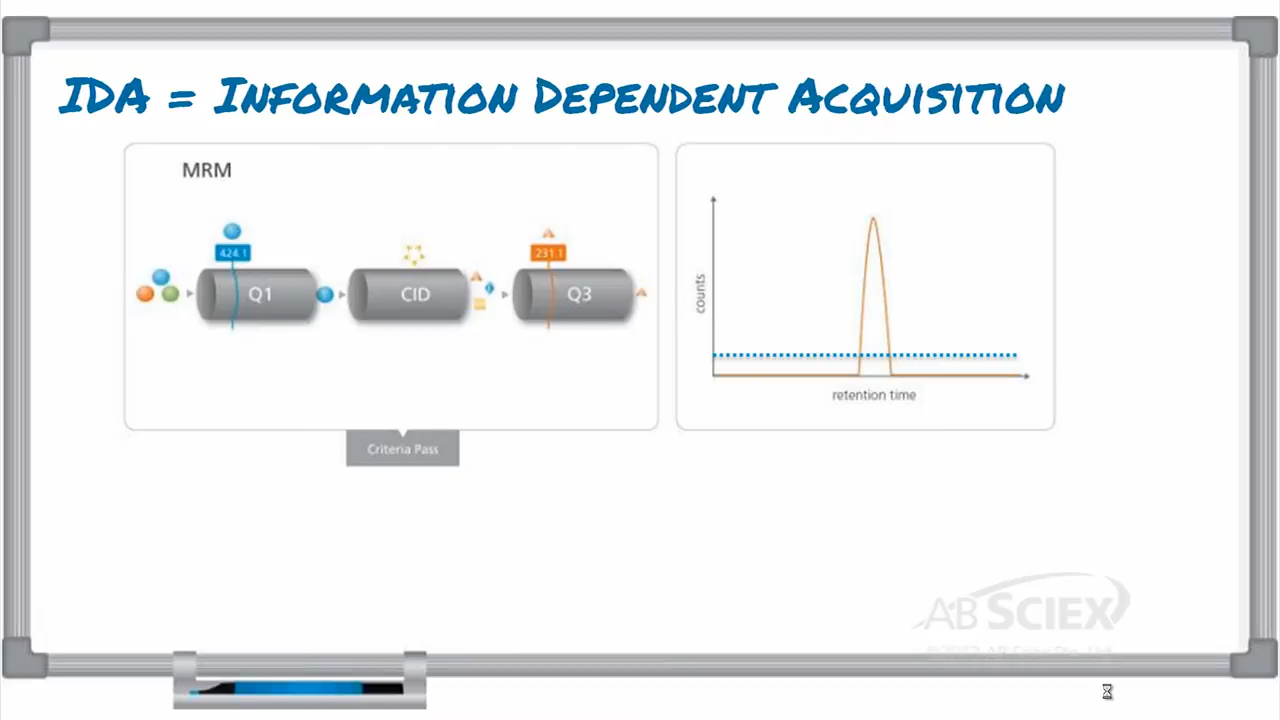 IDA = Information Dependent Acquisition
MRM
424.1
231.1
Q1
CID
Q3
counts
retention time
Criteria Pass
AB SCIEX